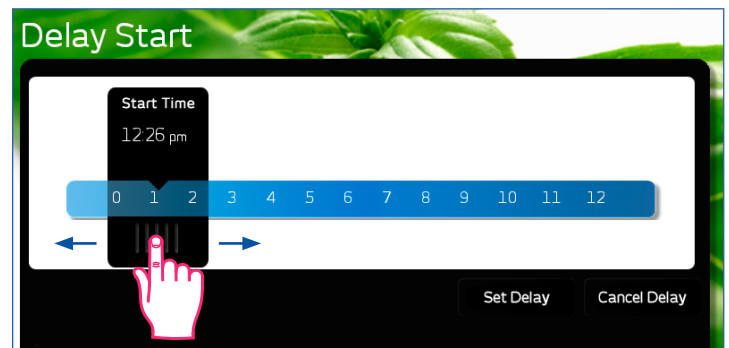 Delay Start
Start Time
12:26 pm
0 1 2 3 4 5 6 7 8 9 10 11 12
Set Delay Cancel Delay